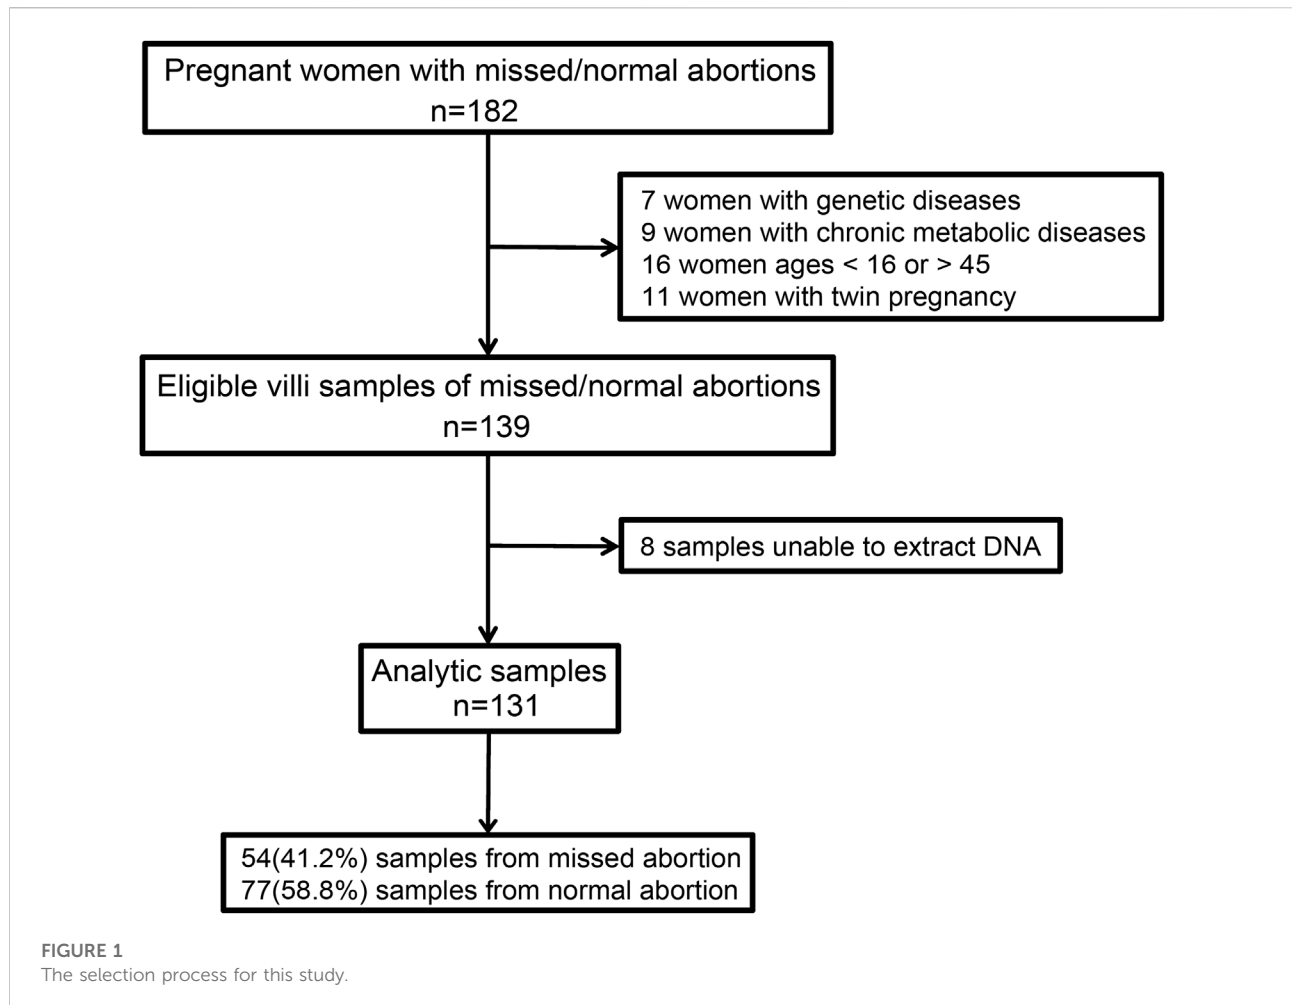 Pregnant women with missed/normal abortions
n=182
7 women with genetic diseases
9 women with chronic metabolic diseases
16 women ages < 16 or > 45
11 women with twin pregnancy
Eligible villi samples of missed/normal abortions
n=139
8 samples unable to extract DNA
Analytic samples
n=131
54(41.2%) samples from missed abortion
77(58.8%) samples from normal abortion
FIGURE 1
The selection process for this study.